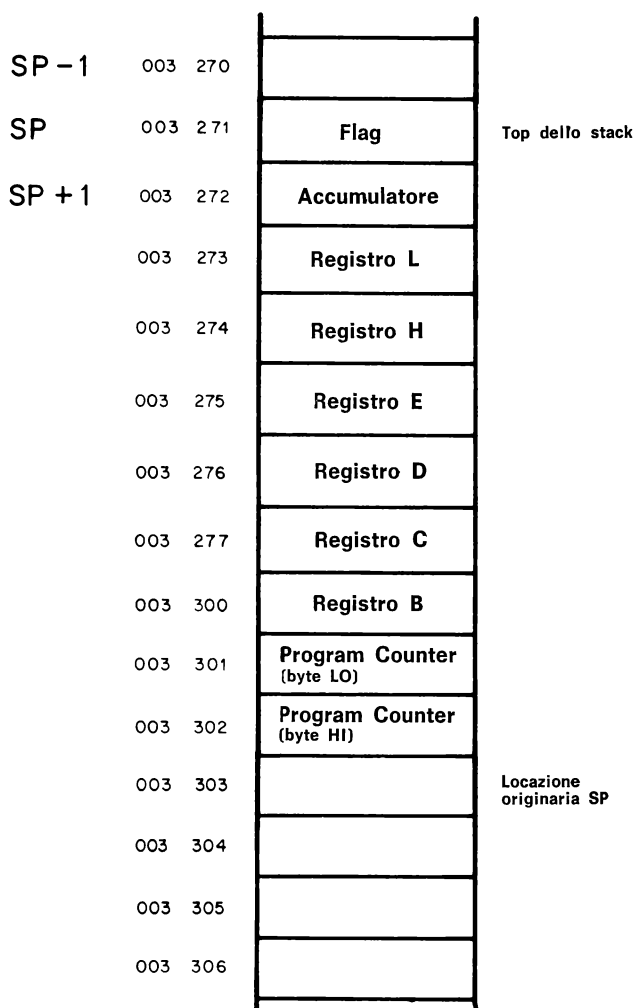 SP-1 003 270
SP 003 271 Flag Top dello stack
SP+1 003 272 Accumulatore
003 273 Registro L
003 274 Registro H
003 275 Registro E
003 276 Registro D
003 277 Registro C
003 300 Registro B
003 301 Program Counter
(byte LO)
003 302 Program Counter
(byte HI)
003 303 Locazione
originaria SP
003 304
003 305
003 306